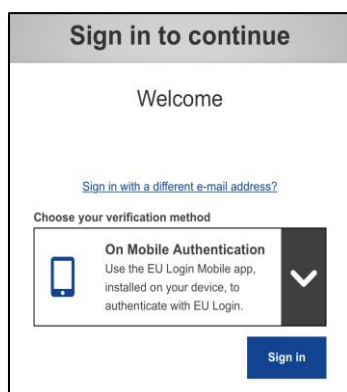 Sign in to continue
Welcome
Sign in with a different e-mail address?
Choose your verification method
On Mobile Authentication
Use the EU Login Mobile app,
installed on your device, to
authenticate with EU Login.
Sign in